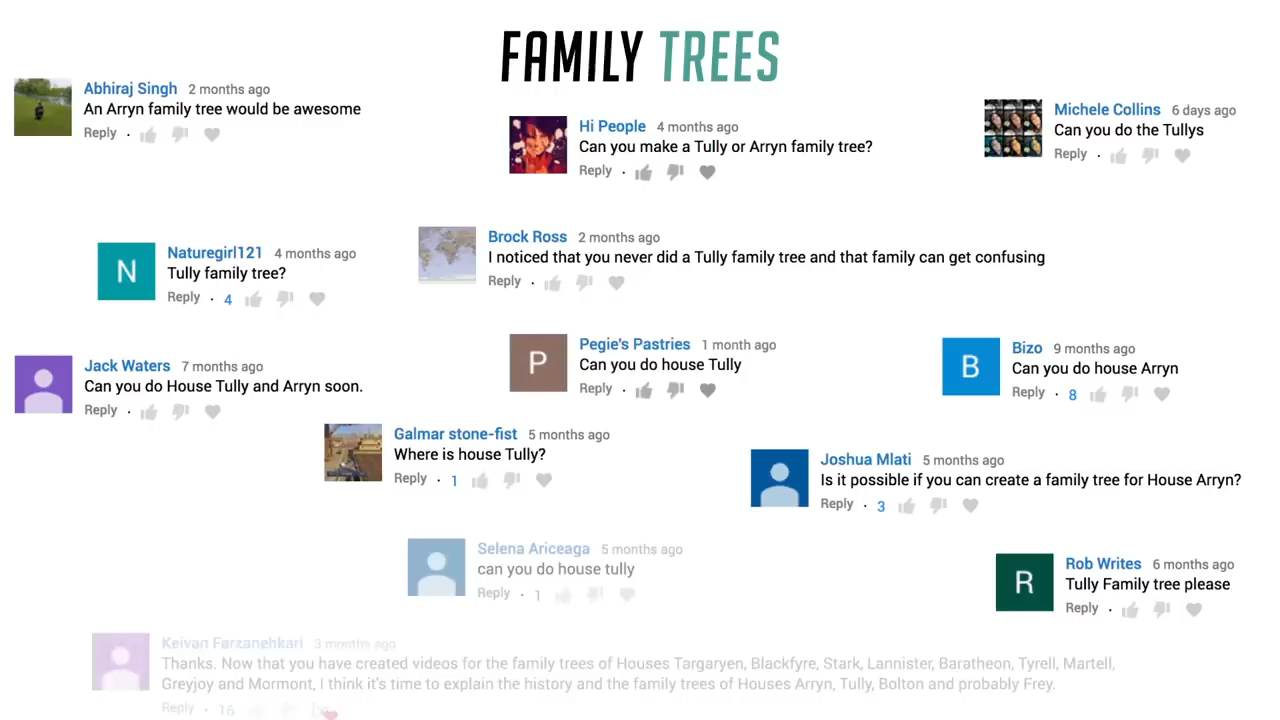 FAMILY TREES
Abhiraj Singh 2 months ago
An Arryn family tree would be awesome
Reply
Hi People 4 months ago
Can you make a Tully or Arryn family tree?
Reply
Michele Collins 6 days ago
Can you do the Tullys
Reply
N
Naturegirl121 4 months ago
Tully family tree?
Reply · 4
Brock Ross 2 months ago
I noticed that you never did a Tully family tree and that family can get confusing
Reply
Jack Waters 7 months ago
Can you do House Tully and Arryn soon.
Reply
P
Pegie's Pastries 1 month ago
Can you do house Tully
Reply
B
Bizo 9 months ago
Can you do house Arryn
Reply · 8
Galmar stone-fist 5 months ago
Where is house Tully?
Reply · 1
Joshua Mlati 5 months ago
Is it possible if you can create a family tree for House Arryn?
Reply · 3
Selena Ariceaga 5 months ago
can you do house tully
Reply · 1
R
Rob Writes 6 months ago
Tully Family tree please
Reply
Keivan Farzanehkari 3 months ago
Thanks. Now that you have created videos for the family trees of Houses Targaryen, Blackfyre, Stark, Lannister, Baratheon, Tyrell, Martell,
Greyjoy and Mormont, I think it's time to explain the history and the family trees of Houses Arryn, Tully, Bolton and probably Frey.
Reply · 16